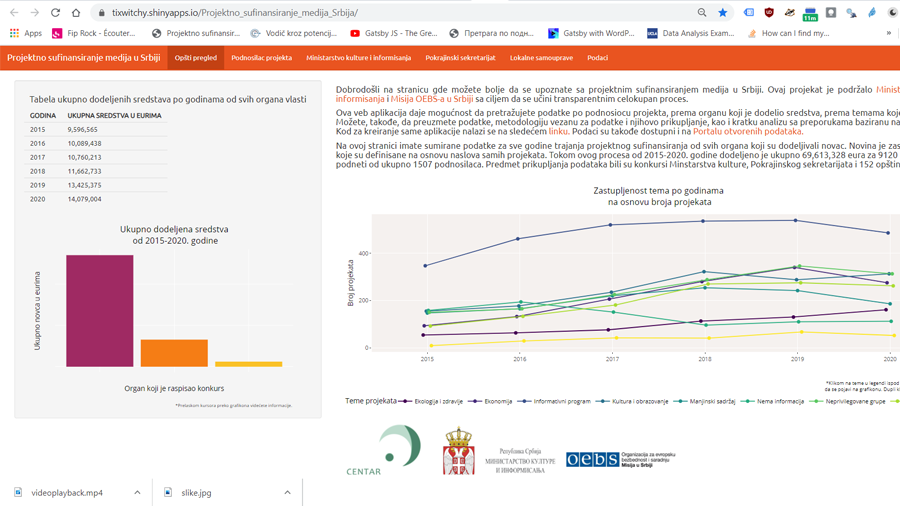 tixwitchy.shinyapps.io/Projektno_sufinansiranje_medija_Srbija/
Apps
Fip Rock - Écouter...
Projektno sufinansir...
Vodič kroz potencij...
Gatsby JS - The Gre...
Претрага по подн...
Gatsby with WordP...
Data Analysis Exam...
How can I find my...
»
11m
Projektno sufinansiranje medija u Srbiji
Opšti pregled
Podnosilac projekta
Ministarstvo kulture i informisanja
Pokrajinski sekretarijat
Lokalne samouprave
Podaci
Tabela ukupno dodeljenih sredstava po godinama od svih organa vlasti
GODINA UKUPNA SREDSTVA U EURIMA
2015 9,596,565
2016 10,089,438
2017 10,760,213
2018 11,662,733
2019 13,425,375
2020 14,079,004
Ukupno dodeljena sredstva
od 2015-2020. godine
Ukupno novca u eurima
Organ koji je raspisao konkurs
*Prelaskom kursora preko grafikona videćete informacije.
Dobrodošli na stranicu gde možete bolje da se upoznate sa projektnim sufinansiranjem medija u Srbiji. Ovaj projekat je podržalo Minist
informisanja i Misija OEBS-a u Srbiji sa ciljem da se učini transparentnim celokupan proces.
Ova veb aplikacija daje mogućnost da pretražujete podatke po podnosiocu projekta, prema organu koji je dodelio sredstva, prema temama koje
Možete, takođe, da preuzmete podatke, metodologiju vezanu za podatke i njihovo prikupljanje, kao i kratku analizu sa preporukama baziranu na
Kod za kreiranje same aplikacije nalazi se na sledećem linku. Podaci su takođe dostupni i na Portalu otvorenih podataka.
Na ovoj stranici imate sumirane podatke za sve godine trajanja projektnog sufinasiranja od svih organa koji su dodeljivali novac. Novina je zas
koje su definisane na osnovu naslova samih projekata. Tokom ovog procesa od 2015-2020. godine dodeljeno je ukupno 69,613,328 eura za 9120
podneti od ukupno 1507 podnosilaca. Predmet prikupljanja podataka bili su konkursi Minstarstva kulture, Pokrajinskog sekretarijata i 152 opštin
Zastupljenost tema po godinama
na osnovu broja projekata
Broj projekata
400
200
0
2015 2016 2017 2018 2019 2020
*Klikom na teme u legendi ispod
da se pojavi na grafikonu. Dupli k
Teme projekata Ekologija i zdravlje Ekonomija Informativni program Kultura i obrazovanje Manjinski sadržaj Nema informacija Neprivilegovane grupe
CENTAR
Република Србија
МИНИСТАРСТВО КУЛТУРЕ
И ИНФОРМИСАЊА
oebs
Organizacija za evropsku
bezbednost i saradnju
Misija u Srbiji
videoplayback.mp4
slike.jpg